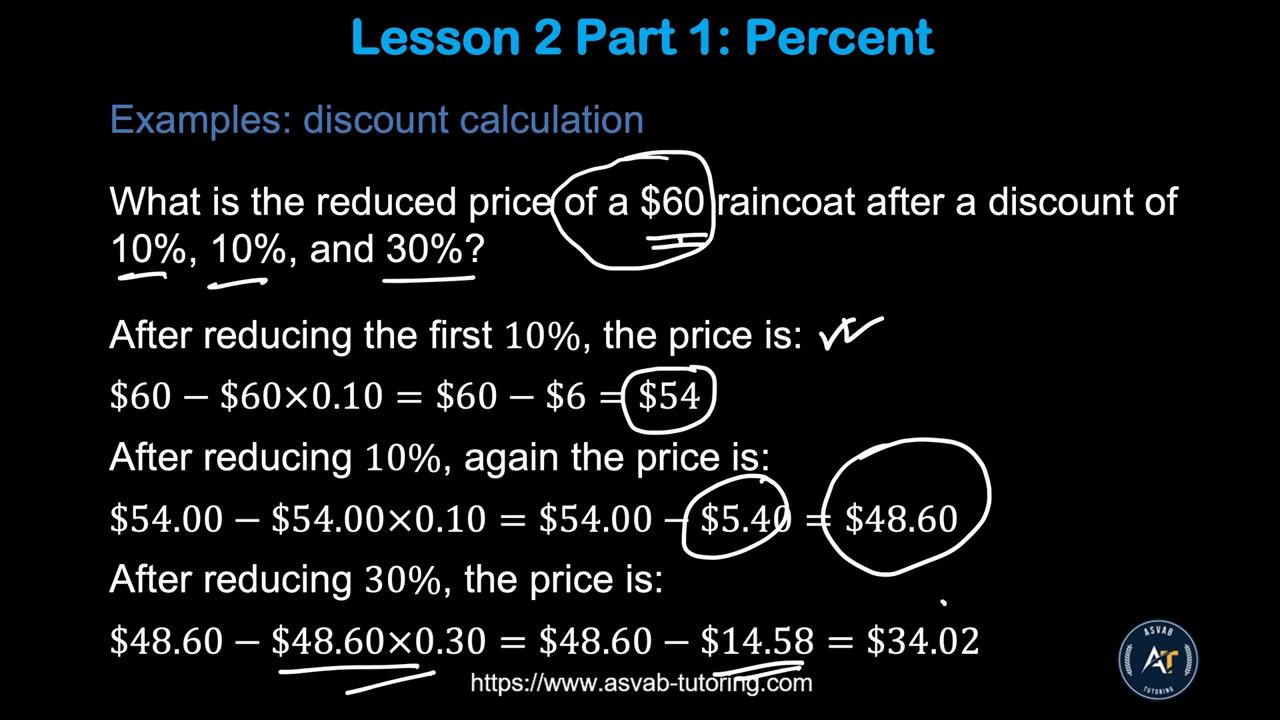 Lesson 2 Part 1: Percent
Examples: discount calculation
What is the reduced price of a $60 raincoat after a discount of
10%, 10%, and 30%?
After reducing the first 10%, the price is:
$60 − $60×0.10 = $60 − $6 = $54
After reducing 10%, again the price is:
$54.00 − $54.00×0.10 = $54.00 − $5.40 = $48.60
After reducing 30%, the price is:
$48.60 − $48.60×0.30 = $48.60 − $14.58 = $34.02
https://www.asvab-tutoring.com
ASVAB
AT
TUTORING